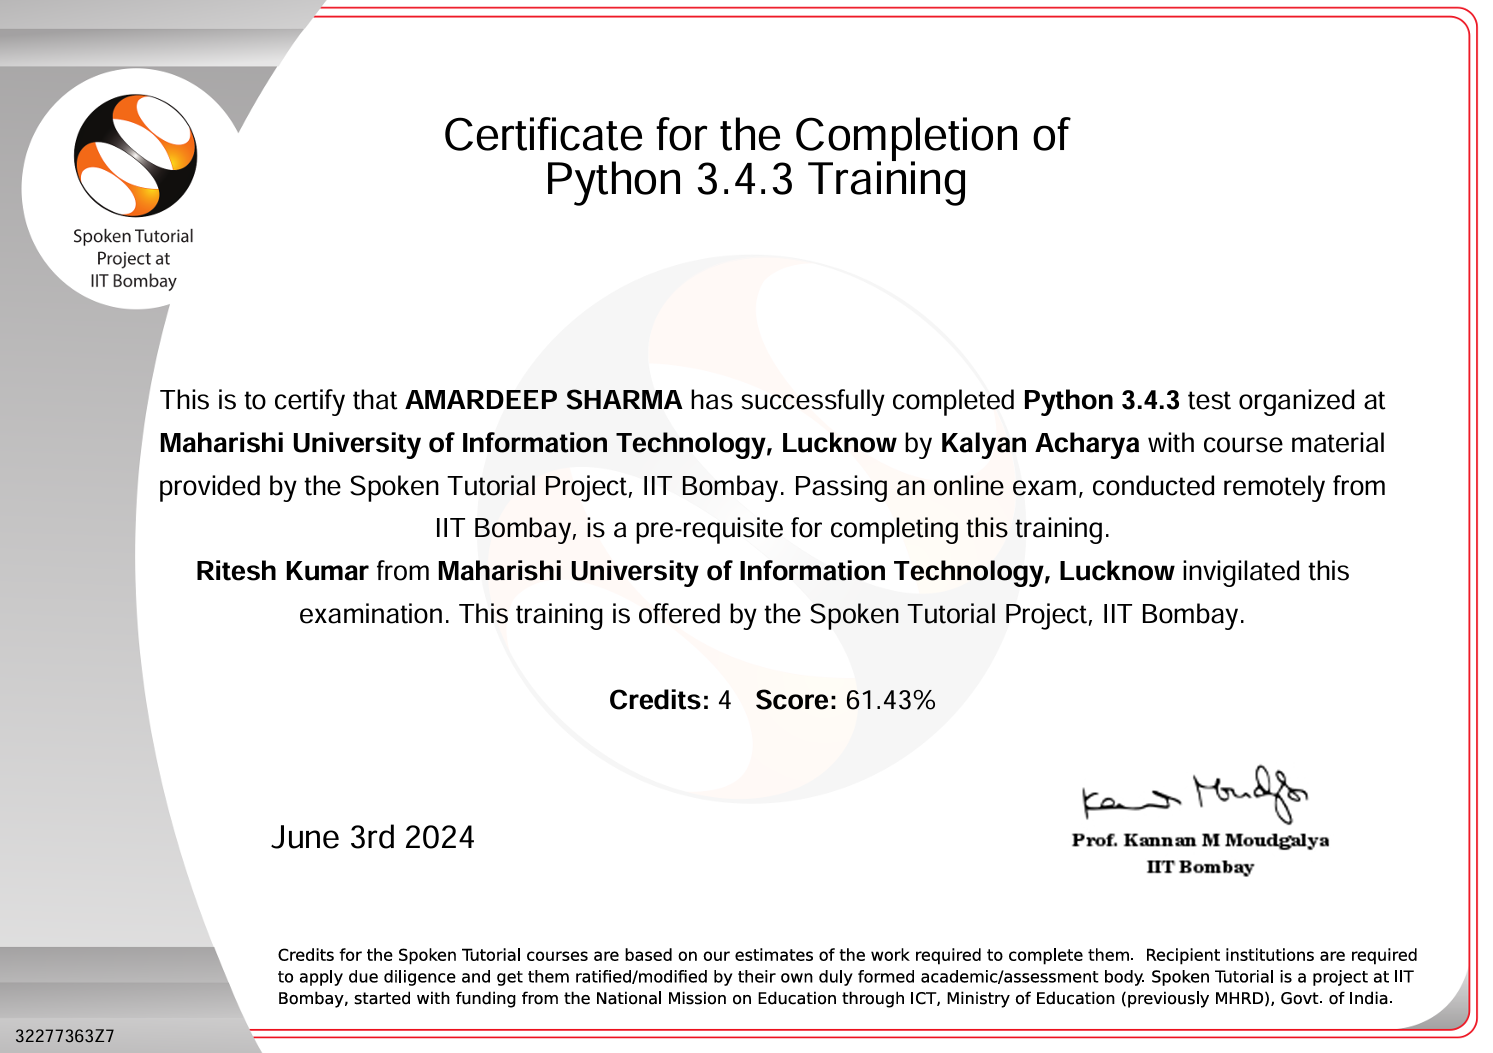 Certificate for the Completion of
Python 3.4.3 Training
Spoken Tutorial
Project at
IIT Bombay
This is to certify that AMARDEEP SHARMA has successfully completed Python 3.4.3 test organized at
Maharishi University of Information Technology, Lucknow by Kalyan Acharya with course material
provided by the Spoken Tutorial Project, IIT Bombay. Passing an online exam, conducted remotely from
IIT Bombay, is a pre-requisite for completing this training.
Ritesh Kumar from Maharishi University of Information Technology, Lucknow invigilated this
examination. This training is offered by the Spoken Tutorial Project, IIT Bombay.
Credits: 4 Score: 61.43%
June 3rd 2024
Prof. Kannan M Moudgalya
IIT Bombay
Credits for the Spoken Tutorial courses are based on our estimates of the work required to complete them. Recipient institutions are required
to apply due diligence and get them ratified/modified by their own duly formed academic/assessment body. Spoken Tutorial is a project at IIT
Bombay, started with funding from the National Mission on Education through ICT, Ministry of Education (previously MHRD), Govt. of India.
32277363Z7